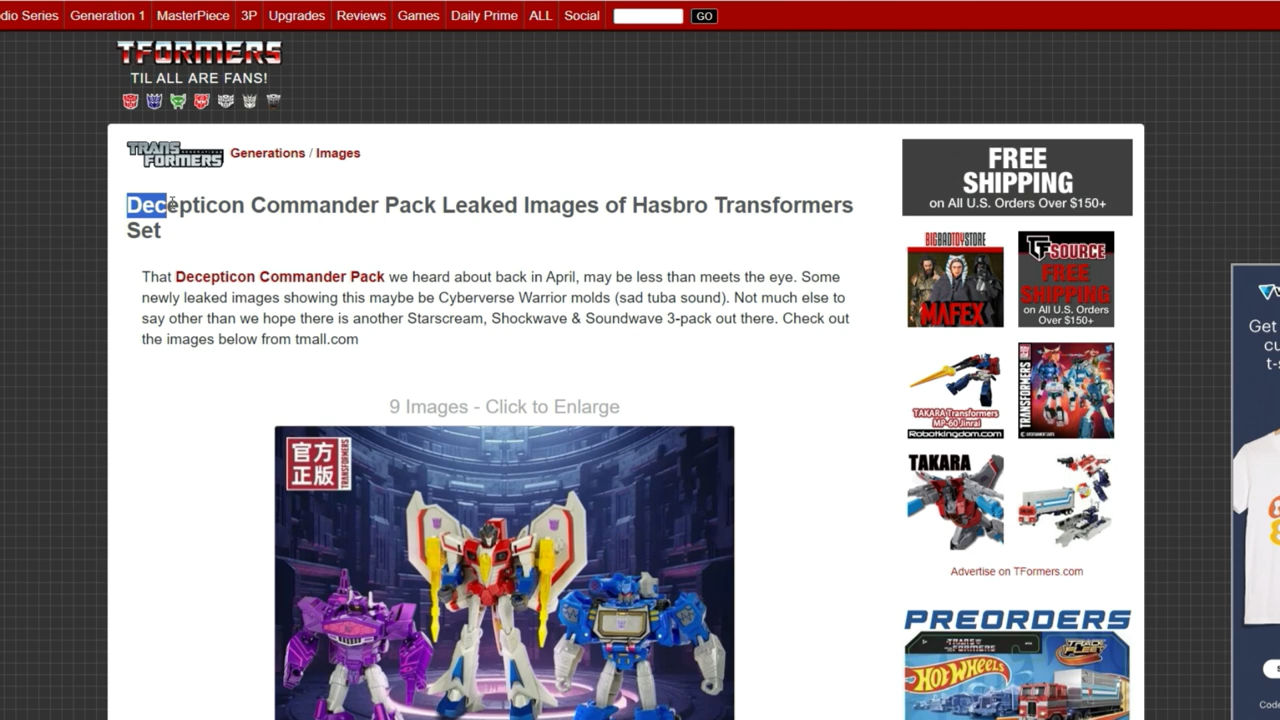 dio Series Generation 1 MasterPiece 3P Upgrades Reviews Games Daily Prime ALL Social GO
TFORMERS
TIL ALL ARE FANS!
TRANSFORMERS GENERATIONS Generations / Images
Decepticon Commander Pack Leaked Images of Hasbro Transformers
Set
That Decepticon Commander Pack we heard about back in April, may be less than meets the eye. Some
newly leaked images showing this maybe be Cyberverse Warrior molds (sad tuba sound). Not much else to
say other than we hope there is another Starscream, Shockwave & Soundwave 3-pack out there. Check out
the images below from tmall.com
9 Images - Click to Enlarge
官方
正版
TRANSFORMERS
FREE
SHIPPING
on All U.S. Orders Over $150+
BIGBADTOYSTORE
MAFEX
TFSOURCE
FREE
SHIPPING
on All U.S. Orders
Over $150+
TAKARA Transformers
MP-60 Jinrai
Robotkingdom.com
TRANSFORMERS
TAKARA
Advertise on TFormers.com
PREORDERS
TRANSFORMERS
TRACK
FLEET
HOT WHEELS
Get
cu
t-s
Code